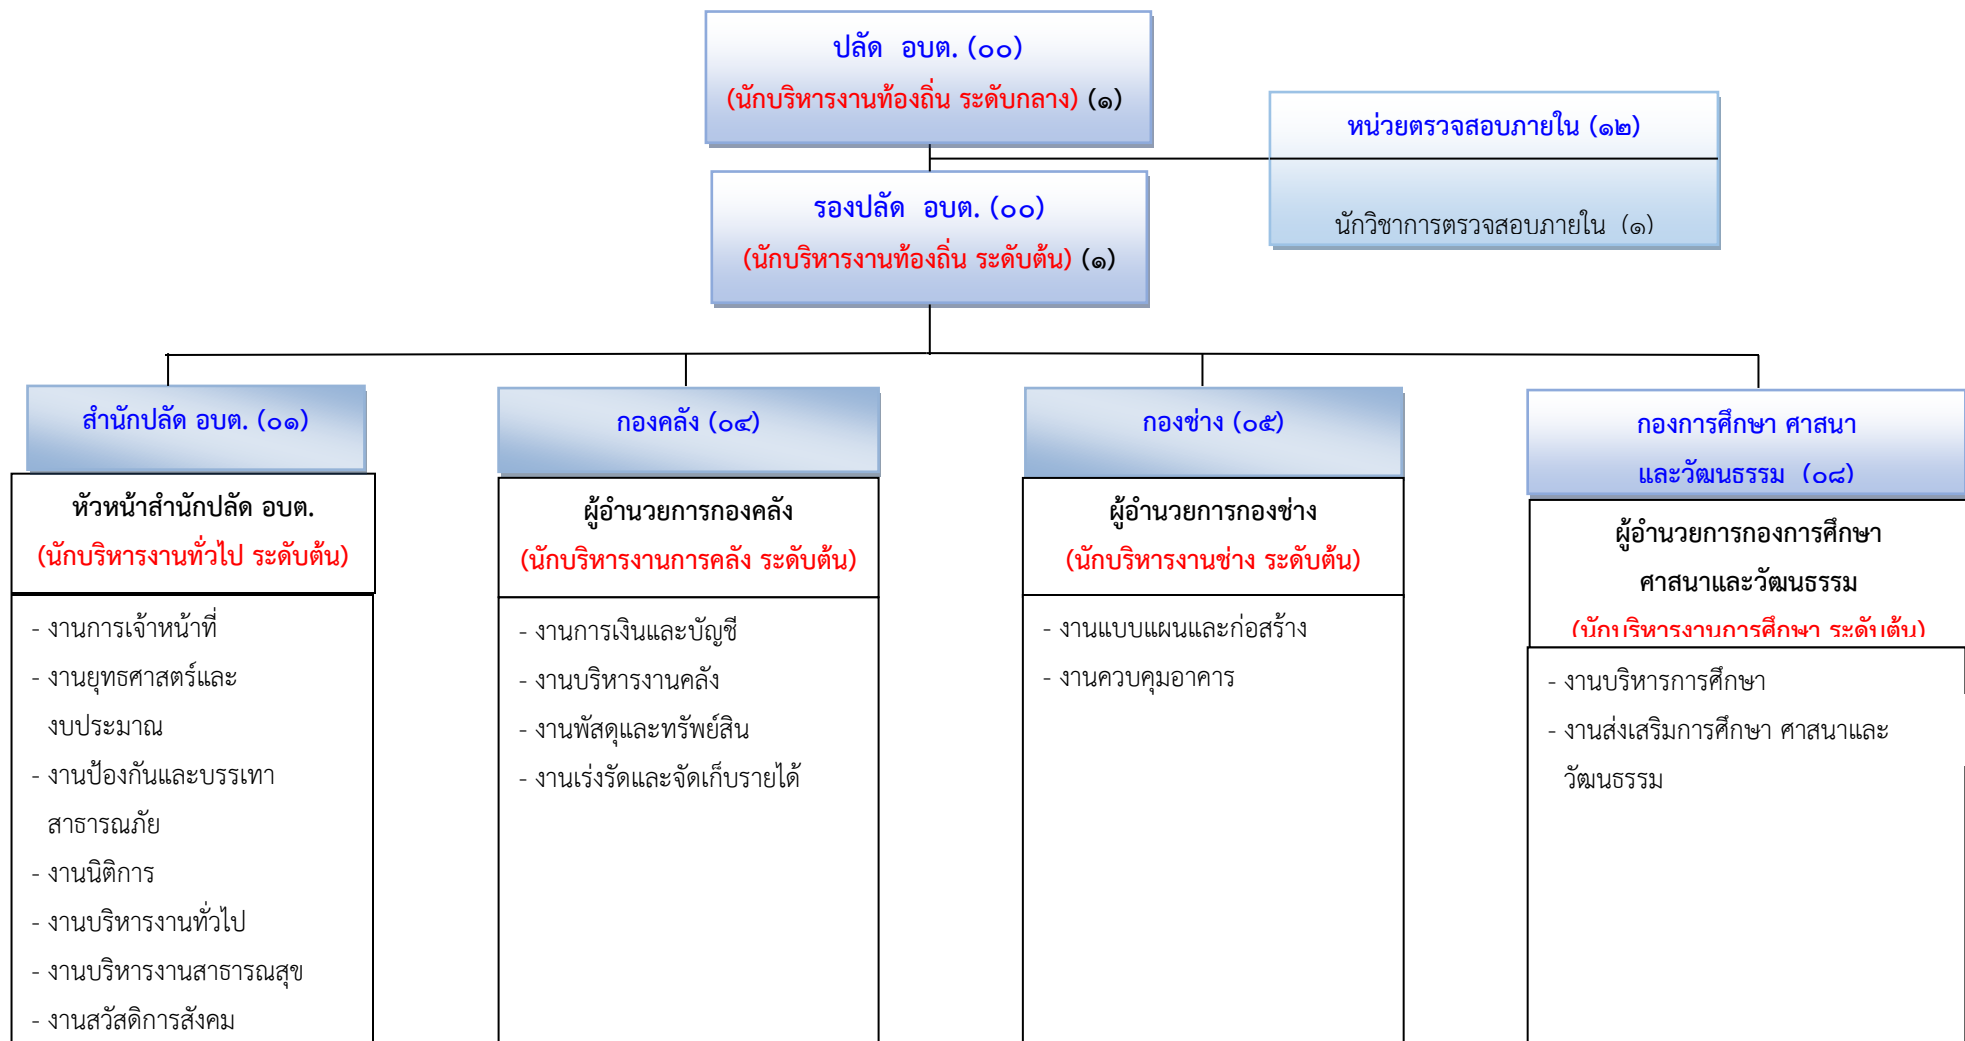 ปลัด  อบต. (๐๐)
(นักบริหารงานท้องถิ่น ระดับกลาง) (๑)
หน่วยตรวจสอบภายใน (๑๒)
นักวิชาการตรวจสอบภายใน  (๑)
รองปลัด  อบต. (๐๐)
(นักบริหารงานท้องถิ่น ระดับต้น) (๑)
สำนักปลัด อบต. (๐๑)
หัวหน้าสำนักปลัด อบต.
(นักบริหารงานทั่วไป ระดับต้น)
- งานการเจ้าหน้าที่
- งานยุทธศาสตร์และ
งบประมาณ
- งานป้องกันและบรรเทา
สาธารณภัย
- งานนิติการ
- งานบริหารงานทั่วไป
- งานบริหารงานสาธารณสุข
- งานสวัสดิการสังคม
กองคลัง (๐๔)
ผู้อำนวยการกองคลัง
(นักบริหารงานการคลัง ระดับต้น)
- งานการเงินและบัญชี
- งานบริหารงานคลัง
- งานพัสดุและทรัพย์สิน
- งานเร่งรัดและจัดเก็บรายได้
กองช่าง (๐๕)
ผู้อำนวยการกองช่าง
(นักบริหารงานช่าง ระดับต้น)
- งานแบบแผนและก่อสร้าง
- งานควบคุมอาคาร
กองการศึกษา ศาสนา
และวัฒนธรรม  (๐๘)
ผู้อำนวยการกองการศึกษา
ศาสนาและวัฒนธรรม
(นักบริหารงานการศึกษา ระดับต้น)
- งานบริหารการศึกษา
- งานส่งเสริมการศึกษา ศาสนาและ
วัฒนธรรม